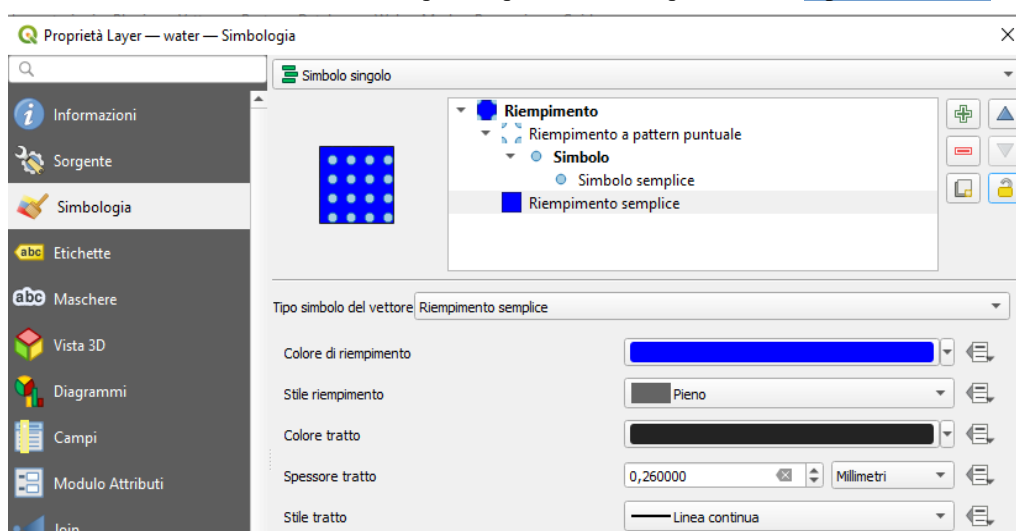 Proprietà Layer — water — Simbologia
Simbolo singolo
Informazioni
Riempimento
Riempimento a pattern puntuale
Sorgente
Simbolo
Simbolo semplice
Simbologia
Riempimento semplice
abc Etichette
abc Maschere
Tipo simbolo del vettore Riempimento semplice
Vista 3D
Colore di riempimento
Diagrammi
Stile riempimento Pieno
Campi
Colore tratto
Modulo Attributi
Spessore tratto 0,260000 Millimetri
Stile tratto Linea continua